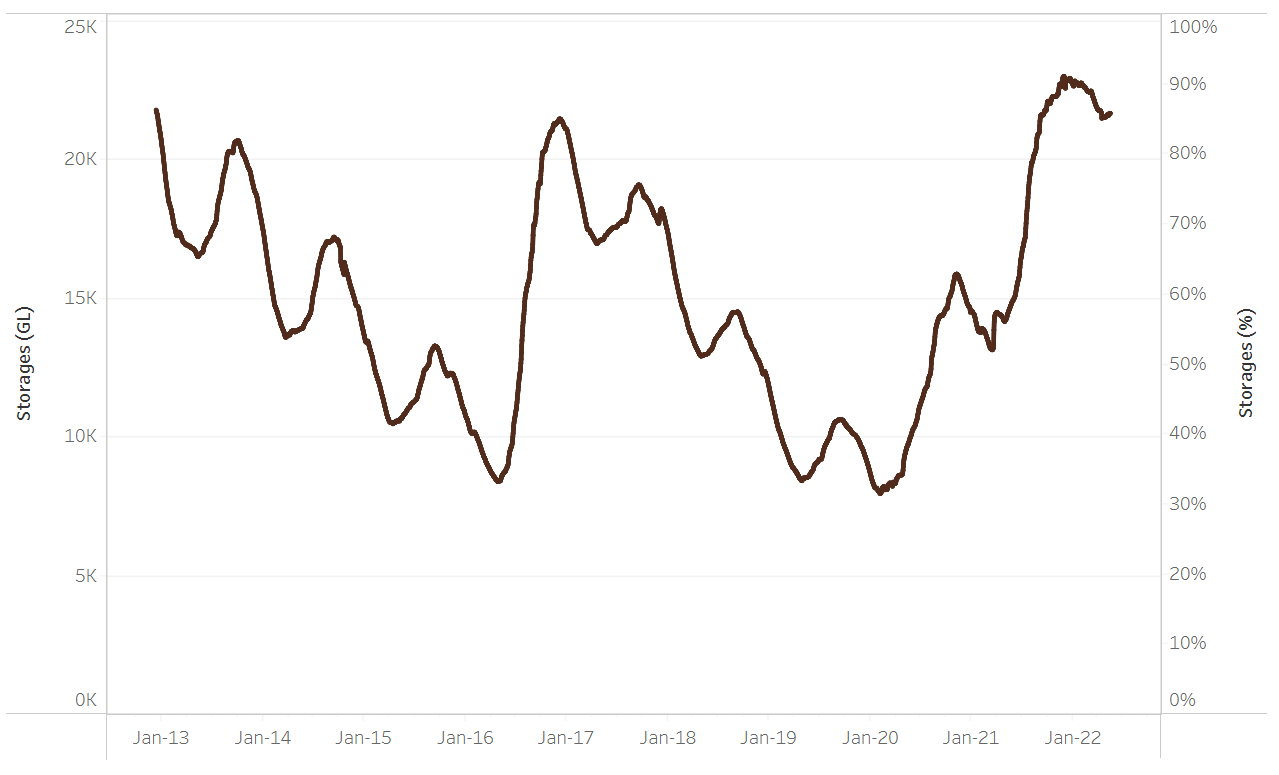 25K
20K
15K
10K
5K
0K
Storages (GL)
100%
90%
80%
70%
60%
50%
40%
30%
20%
10%
0%
Storages (%)
Jan-13 Jan-14 Jan-15 Jan-16 Jan-17 Jan-18 Jan-19 Jan-20 Jan-21 Jan-22